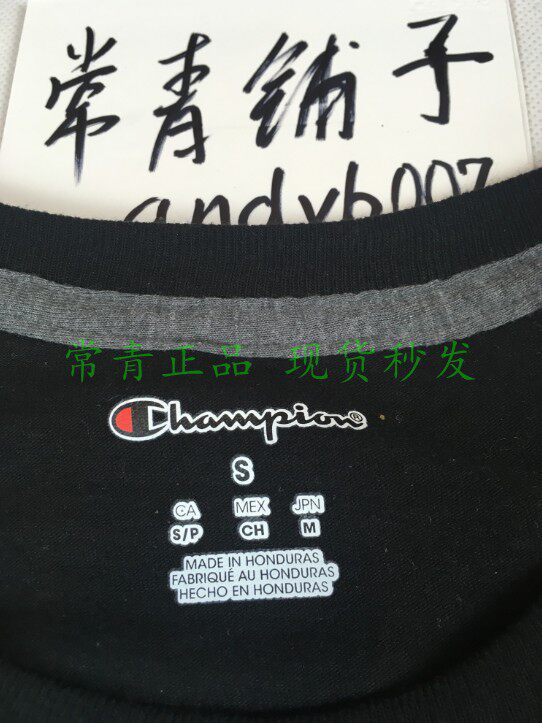 常青铺子
andyb007
常青正品 现货秒发
Champion®
S
CA MEX JPN
S/P CH M
MADE IN HONDURAS
FABRIQUÉ AU HONDURAS
HECHO EN HONDURAS